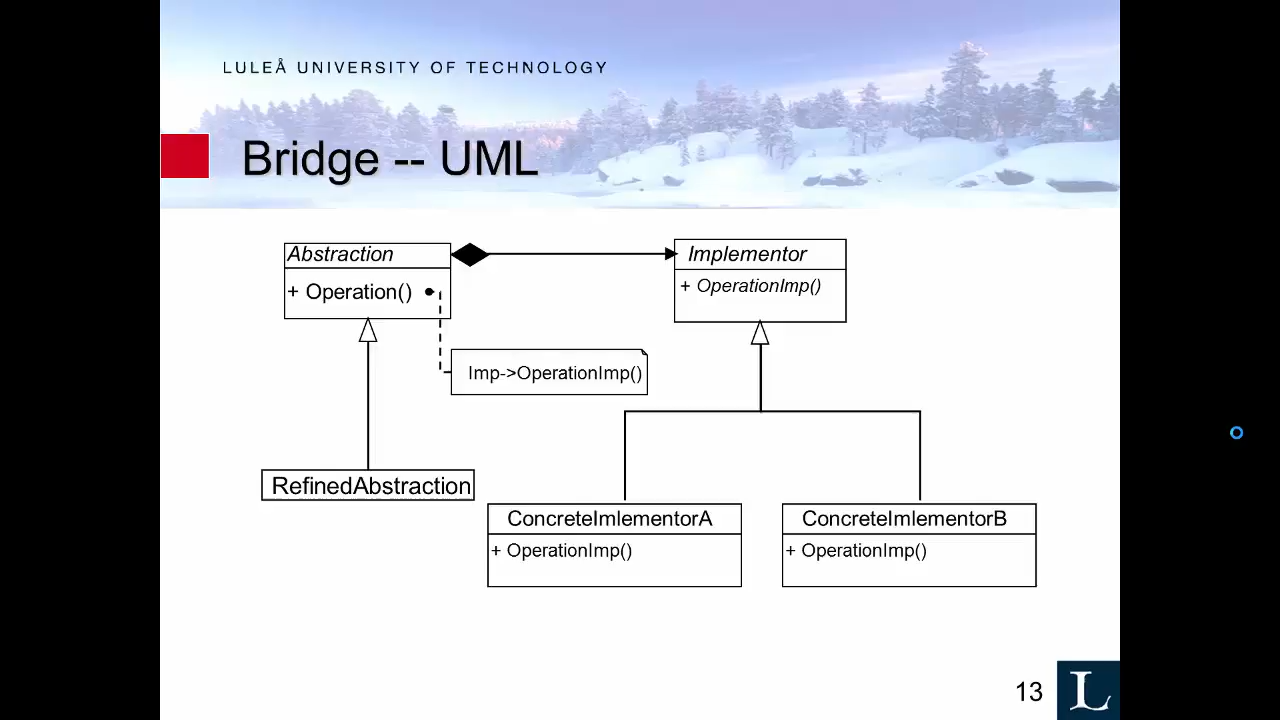 LULEÅ UNIVERSITY OF TECHNOLOGY
Bridge -- UML
Abstraction
+ Operation()
Implementor
+ OperationImp()
Imp->OperationImp()
RefinedAbstraction
ConcreteImlementorA
+ OperationImp()
ConcreteImlementorB
+ OperationImp()
13
L